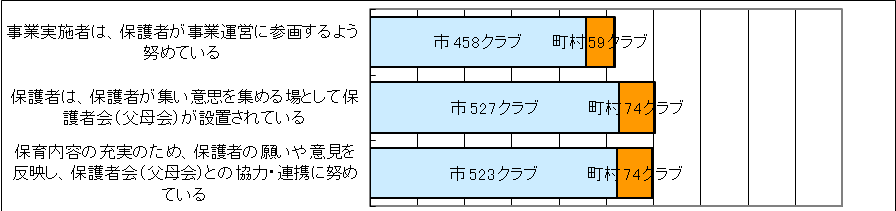 事業実施者は、保護者が事業運営に参画するよう
努めている
市458クラブ
町村59クラブ
保護者は、保護者が集い意思を集める場として保
護者会(父母会)が設置されている
市527クラブ
町村74クラブ
保育内容の充実のため、保護者の願いや意見を
反映し、保護者会(父母会)との協力・連携に努め
ている
市523クラブ
町村74クラブ